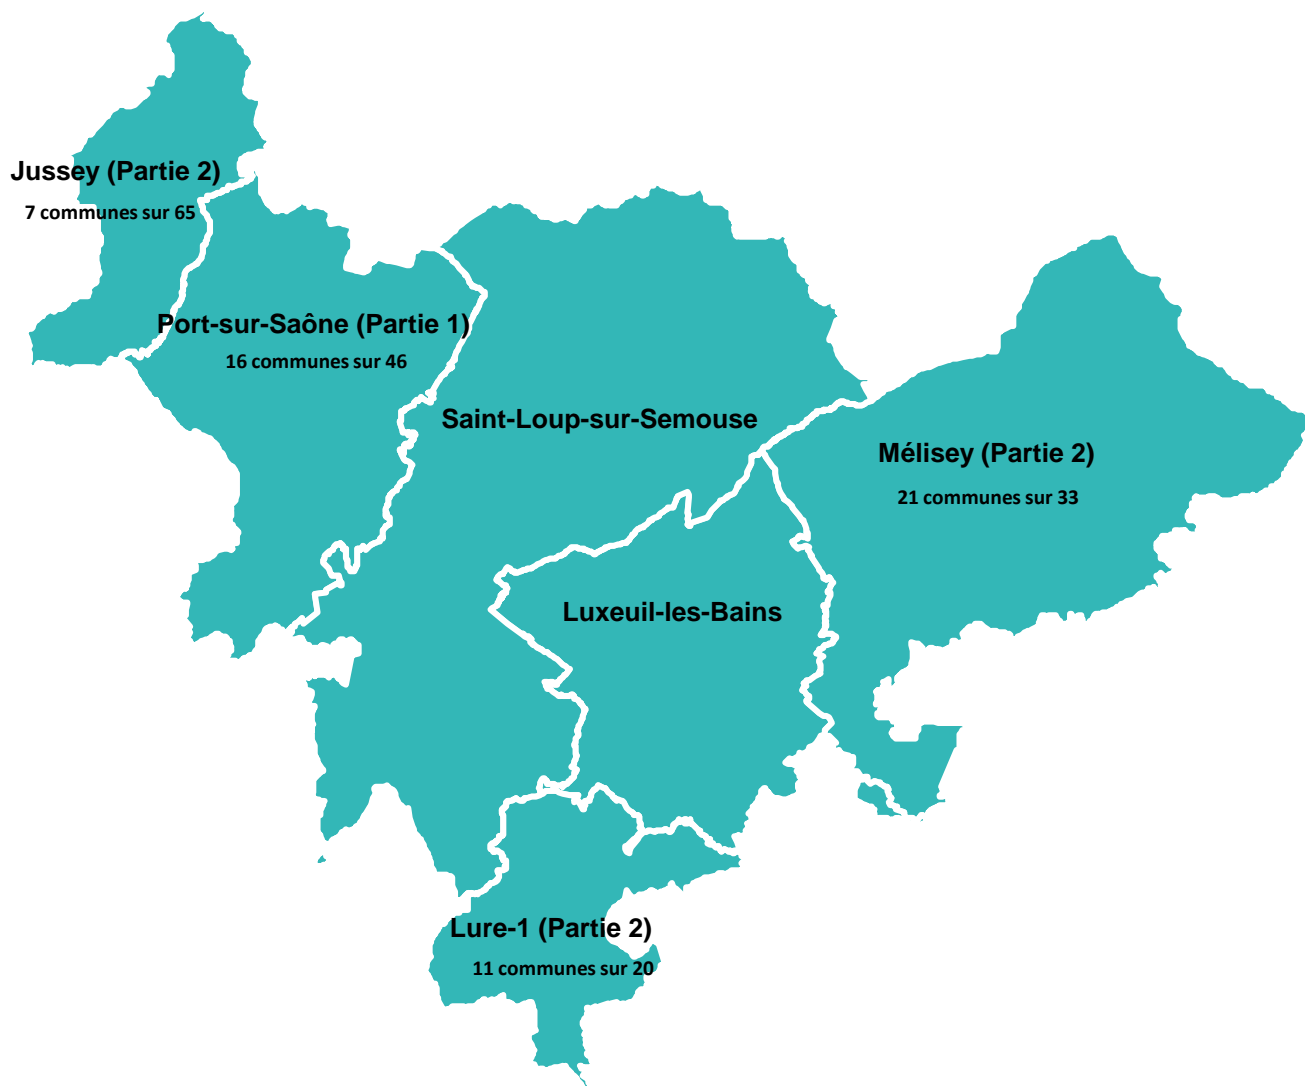 Jussey (Partie 2)
7 communes sur 65
Port-sur-Saône (Partie 1)
16 communes sur 46
Saint-Loup-sur-Semouse
Mélisey (Partie 2)
21 communes sur 33
Luxeuil-les-Bains
Lure-1 (Partie 2)
11 communes sur 20